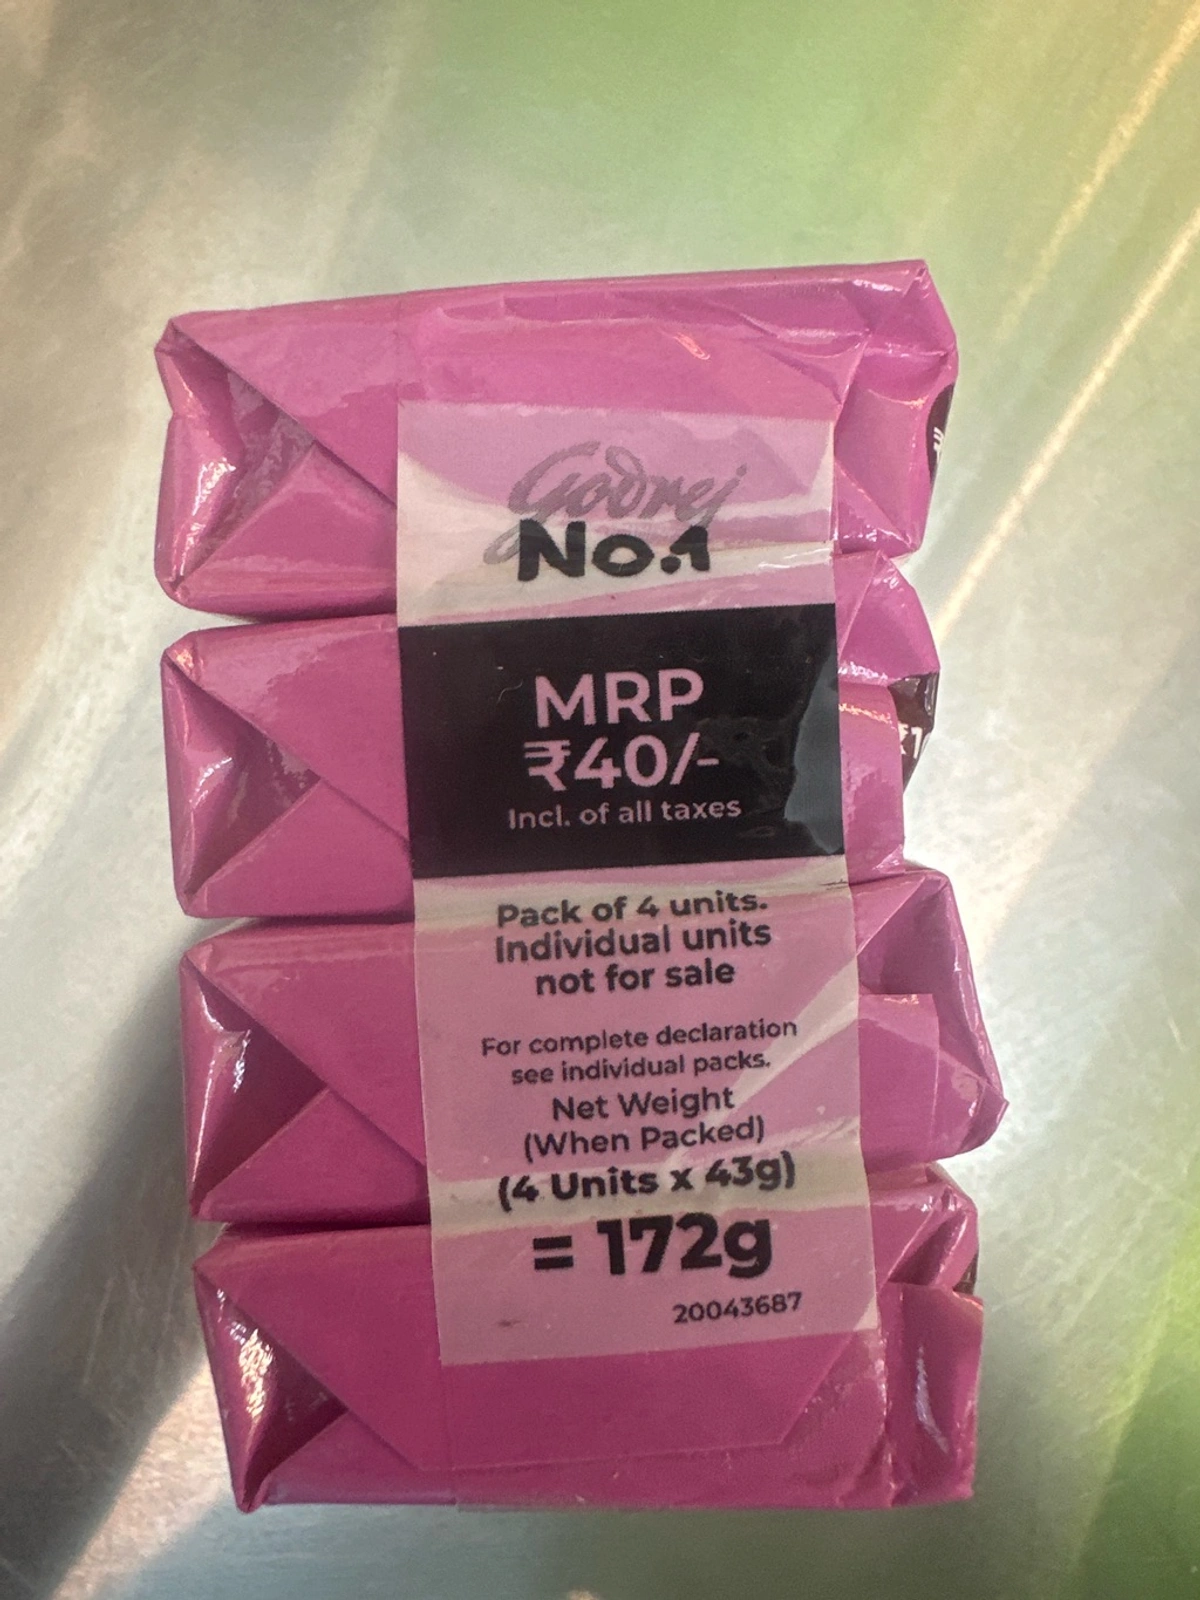 Godrej
No.1
MRP
₹40/-
Incl. of all taxes
Pack of 4 units.
Individual units
not for sale
For complete declaration
see individual packs.
Net Weight
(When Packed)
(4 Units x 43g)
= 172g
20043687